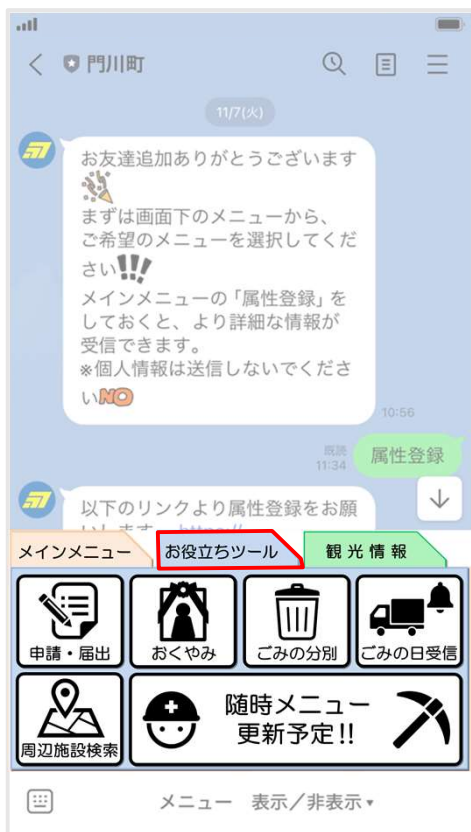 門川町
11/7(火)
お友達追加ありがとうございます
まずは画面下のメニューから、
ご希望のメニューを選択してくだ
さい!!!
メインメニューの「属性登録」を
しておくと、より詳細な情報が
受信できます。
※個人情報は送信しないでくださ
いNO
10:56
既読
11:34
属性登録
以下のリンクより属性登録をお願
いします。
メインメニュー
お役立ちツール
観光情報
申請・届出
おくやみ
ごみの分別
ごみの日受信
周辺施設検索
随時メニュー
更新予定!!
メニュー 表示/非表示▾